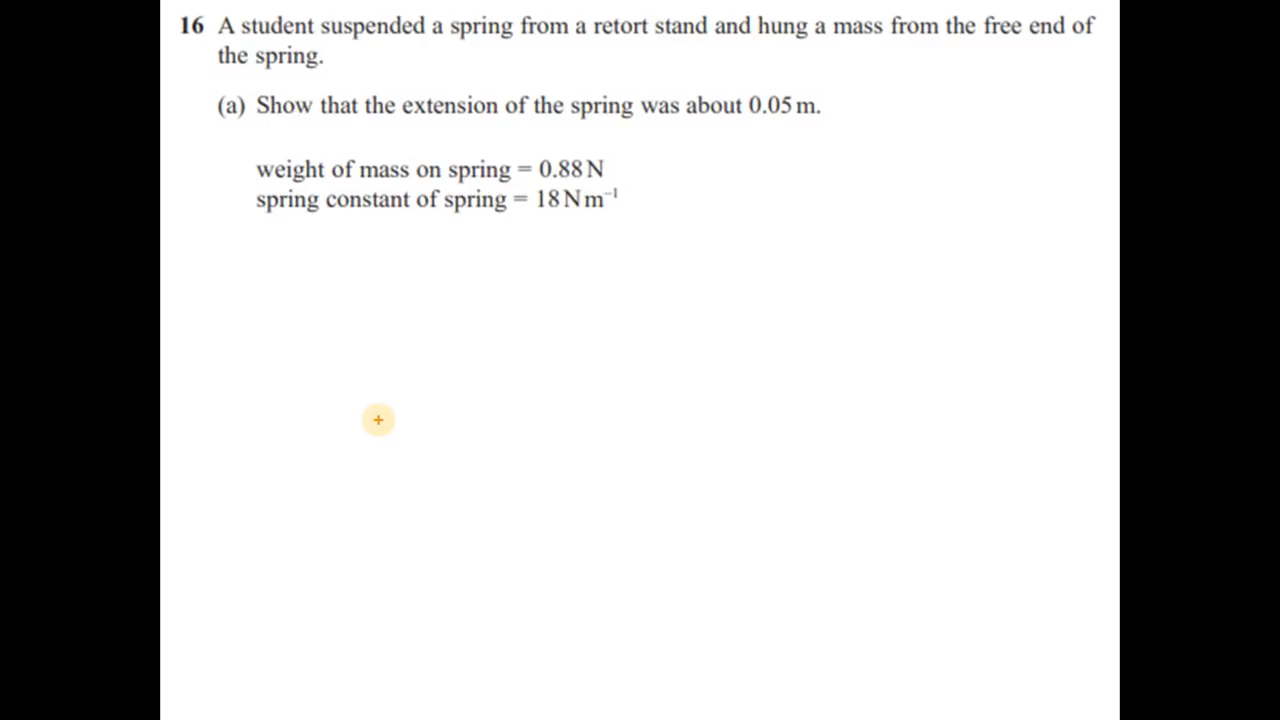 16 A student suspended a spring from a retort stand and hung a mass from the free end of
the spring.
(a) Show that the extension of the spring was about 0.05 m.
weight of mass on spring = 0.88 N
spring constant of spring = 18 N m⁻¹